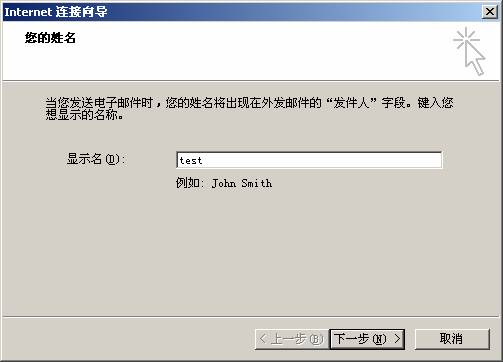 Internet 连接向导
您的姓名
当您发送电子邮件时，您的姓名将出现在外发邮件的“发件人”字段。键入您
想显示的名称。
显示名(D): test
例如: John Smith
< 上一步(B) 下一步(N) > 取消